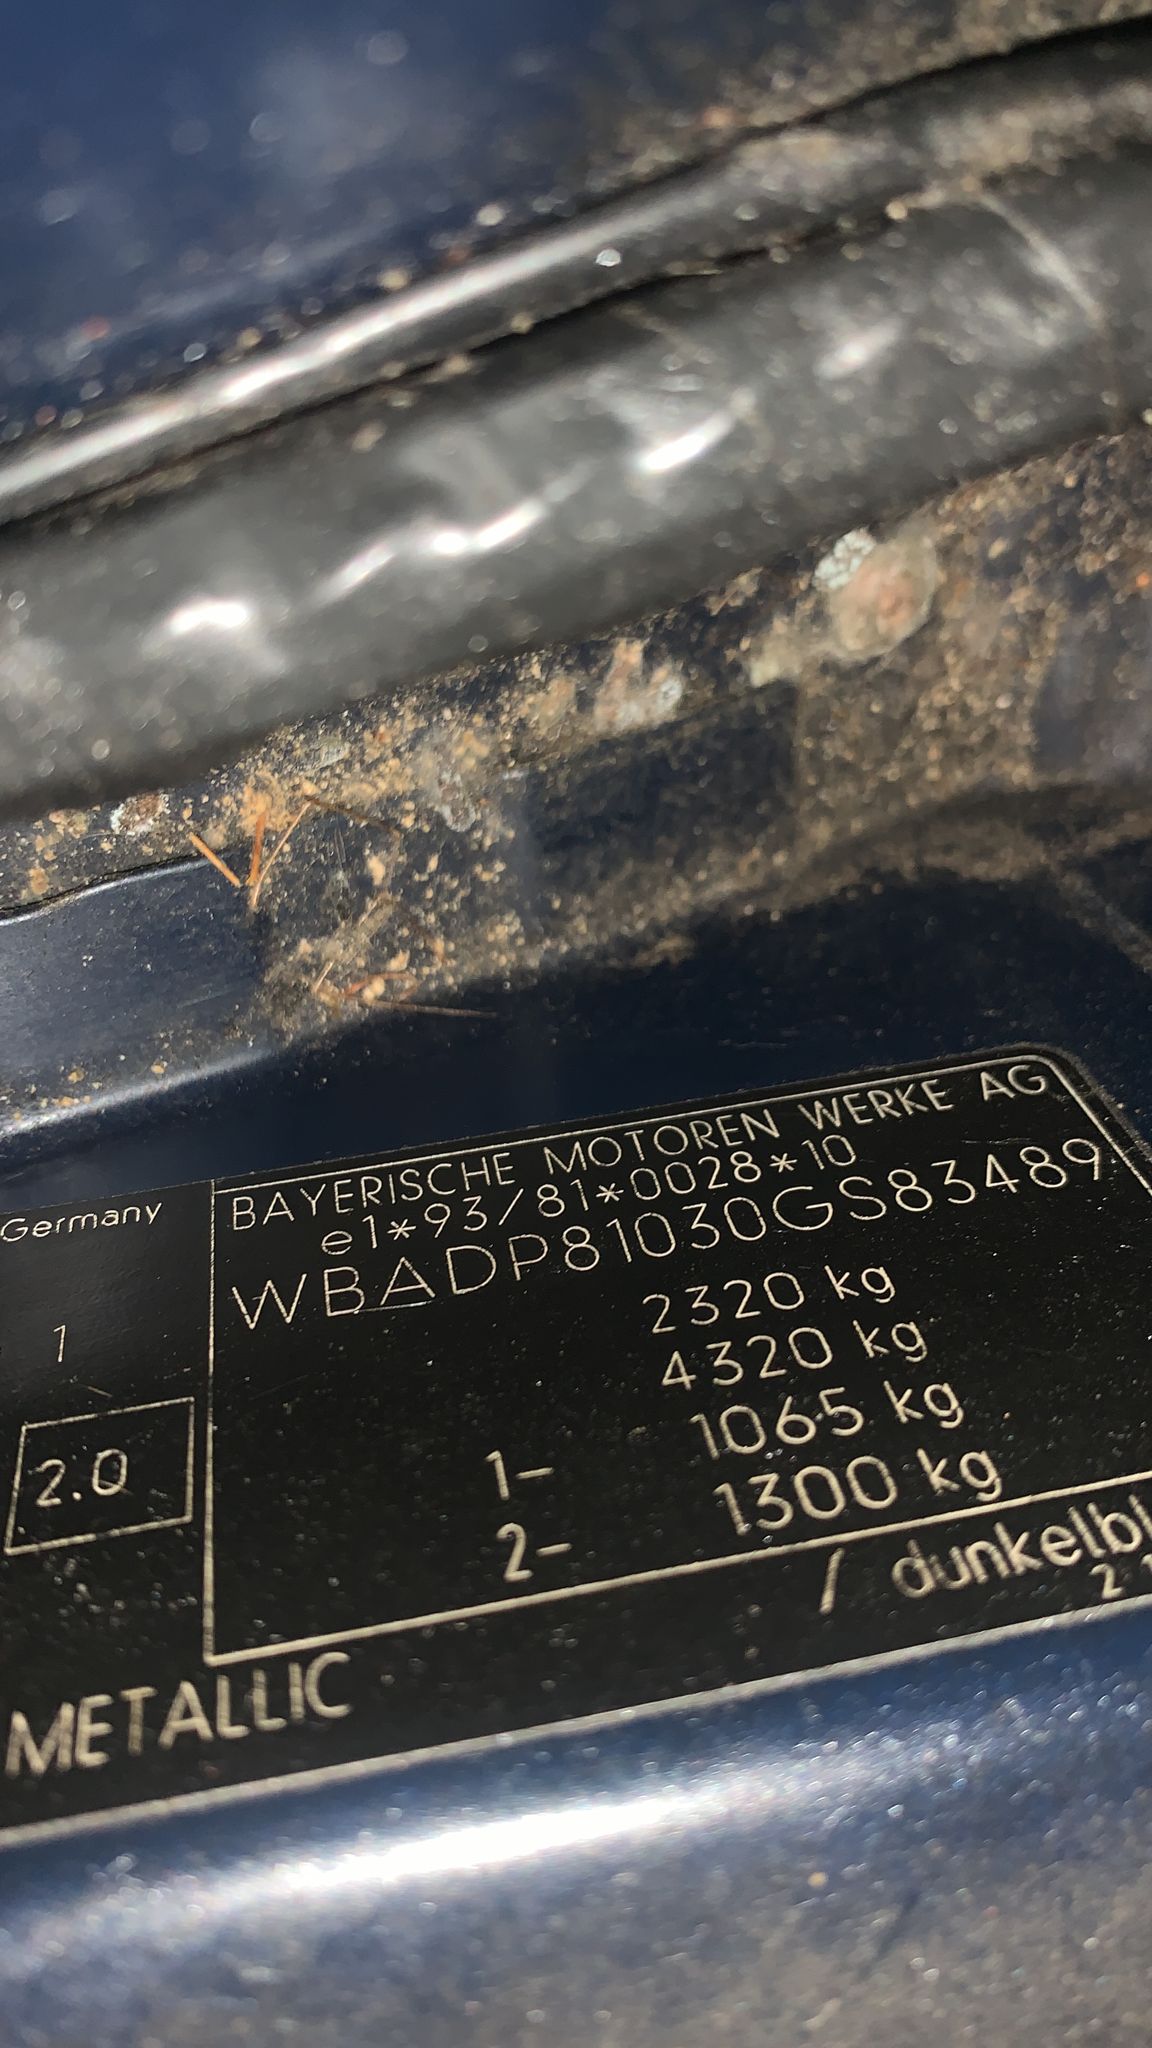 BAYERISCHE MOTOREN WERKE AG
Germany
e1*93/81*0028*10
WBADP81030GS83489
2320 kg
1
4320 kg
1- 1065 kg
2.0
2- 1300 kg
/ dunkelbl
METALLIC